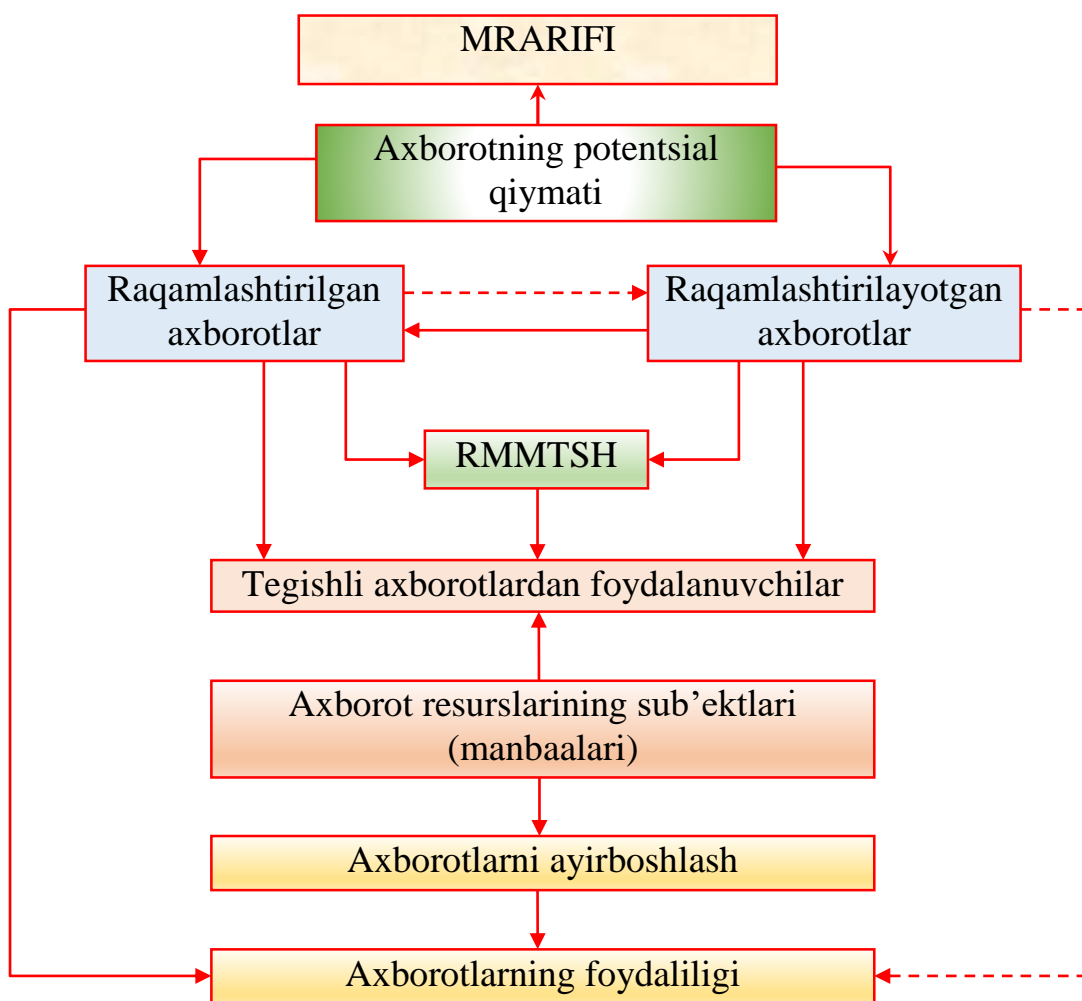 MRARIFI
Axborotning potentsial
qiymati
Raqamlashtirilgan
axborotlar
Raqamlashtirilayotgan
axborotlar
RMMTSH
Tegishli axborotlardan foydalanuvchilar
Axborot resurslarining sub’ektlari
(manbaalari)
Axborotlarni ayirboshlash
Axborotlarning foydaliligi